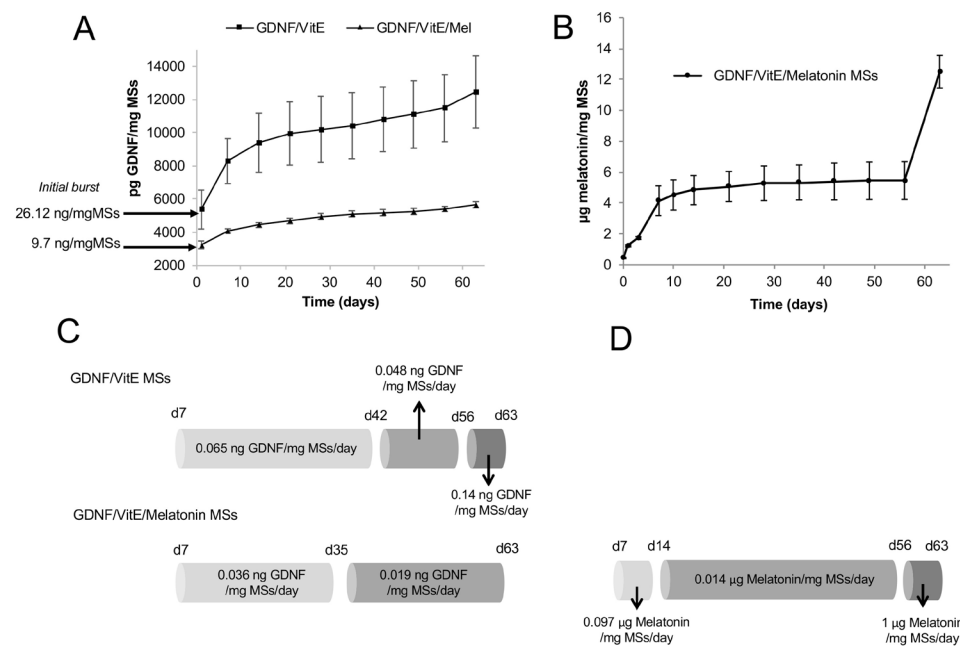 A
GDNF/VitE
GDNF/VitE/Mel
pg GDNF/mg MSs
14000
12000
10000
8000
6000
4000
2000
Initial burst
26.12 ng/mgMSs
9.7 ng/mgMSs
0 10 20 30 40 50 60
Time (days)
B
GDNF/VitE/Melatonin MSs
µg melatonin/mg MSs
16
14
12
10
8
6
4
2
0
0 10 20 30 40 50 60
Time (days)
C
GDNF/VitE MSs
0.048 ng GDNF
/mg MSs/day
d7
d42
d56
d63
0.065 ng GDNF/mg MSs/day
0.14 ng GDNF
/mg MSs/day
GDNF/VitE/Melatonin MSs
d7
d35
d63
0.036 ng GDNF
/mg MSs/day
0.019 ng GDNF
/mg MSs/day
D
d7
d14
d56
d63
0.014 µg Melatonin/mg MSs/day
0.097 µg Melatonin
/mg MSs/day
1 µg Melatonin
/mg MSs/day